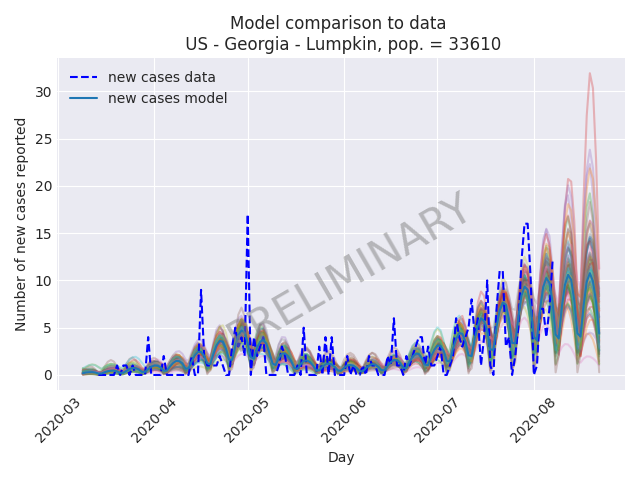 Model comparison to data
US - Georgia - Lumpkin, pop. = 33610
new cases data
new cases model
Number of new cases reported
30
25
20
15
10
5
0
PRELIMINARY
2020-03
2020-04
2020-05
2020-06
2020-07
2020-08
Day